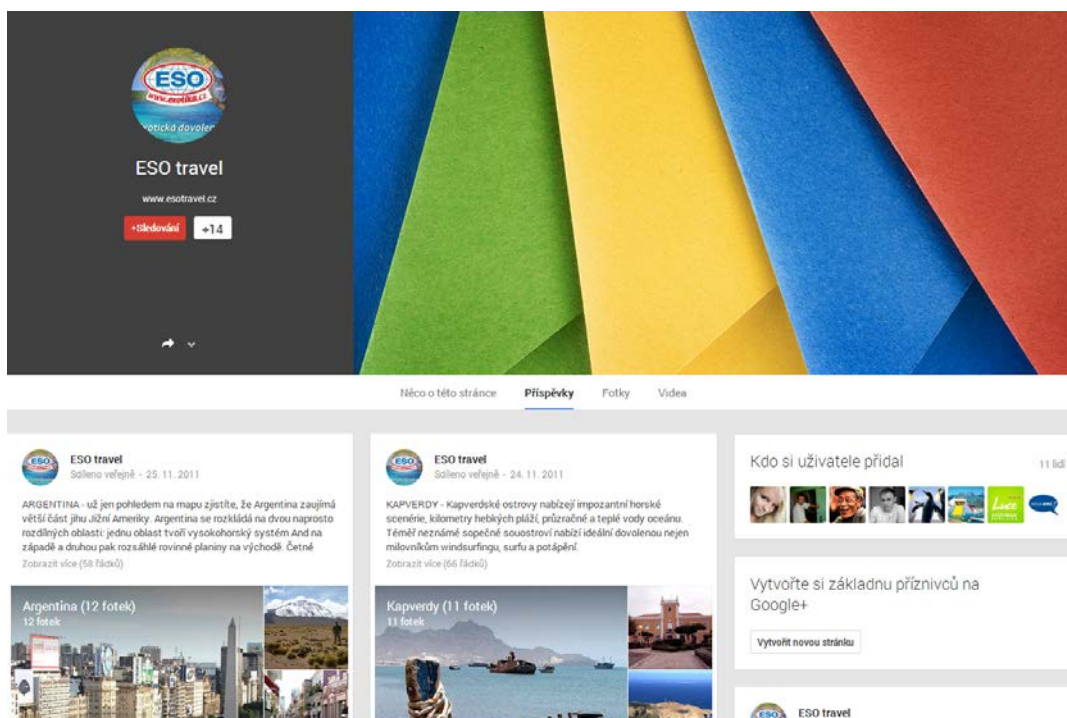 ESO
www.exotika.cz
exotická dovolen
ESO travel
www.esotravel.cz
+Sledování
+14
Něco o této stránce
Příspěvky
Fotky
Videa
ESO travel
Sdíleno veřejně - 25. 11. 2011
ARGENTINA - už jen pohledem na mapu zjistíte, že Argentina zaujímá
větší část jihu Jižní Ameriky. Argentina se rozkládá na dvou naprosto
rozdílných oblasti: jednu oblast tvoří vysokohorský systém And na
západě a druhou pak rozsáhlé rovinné planiny na východě. Četné
Zobrazit více (58 řádků)
Argentina (12 fotek)
12 fotek
ESO travel
Sdíleno veřejně - 24. 11. 2011
KAPVERDY - Kapverdské ostrovy nabízejí impozantní horské
scenérie, kilometry hebkých pláží, průzračné a teplé vody oceánu.
Téměř neznámé sopečné souostroví nabízí ideální dovolenou nejen
milovníkům windsurfingu, surfu a potápění.
Zobrazit více (66 řádků)
Kapverdy (11 fotek)
11 fotek
Kdo si uživatele přidal
11 lidí
Luce
Vytvořte si základnu příznivců na
Google+
Vytvořit novou stránku
ESO travel